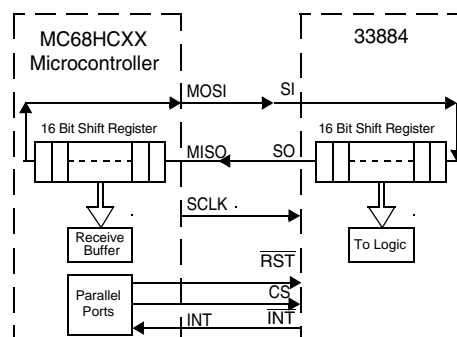 MC68HCXX
Microcontroller
33884
MOSI
SI
16 Bit Shift Register
16 Bit Shift Register
MISO
SO
SCLK
Receive
Buffer
To Logic
RST
CS
Parallel
Ports
INT
INT